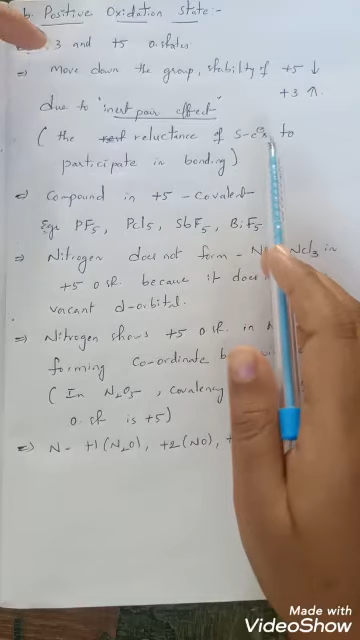 b. Positive Oxidation State:-
3 and +5 o.states
⇒ Move down the group, stability of +5 ↓
+3 ↑.
due to "inert pair effect"
(the reluctance of s-e⁻s to
participate in bonding)
⇒ Compound in +5 - Covalent
Eg: PF5, PCl5, SbF5, BiF5
⇒ Nitrogen does not form - NCl3 in
+5 o.st. because it does
vacant d-orbital.
⇒ Nitrogen shows +5 o.st. in
forming co-ordinate b
(In N2O5, covalency
o.st is +5)
⇒ N - +1 (N2O), +2 (NO), +
Made with
VideoShow